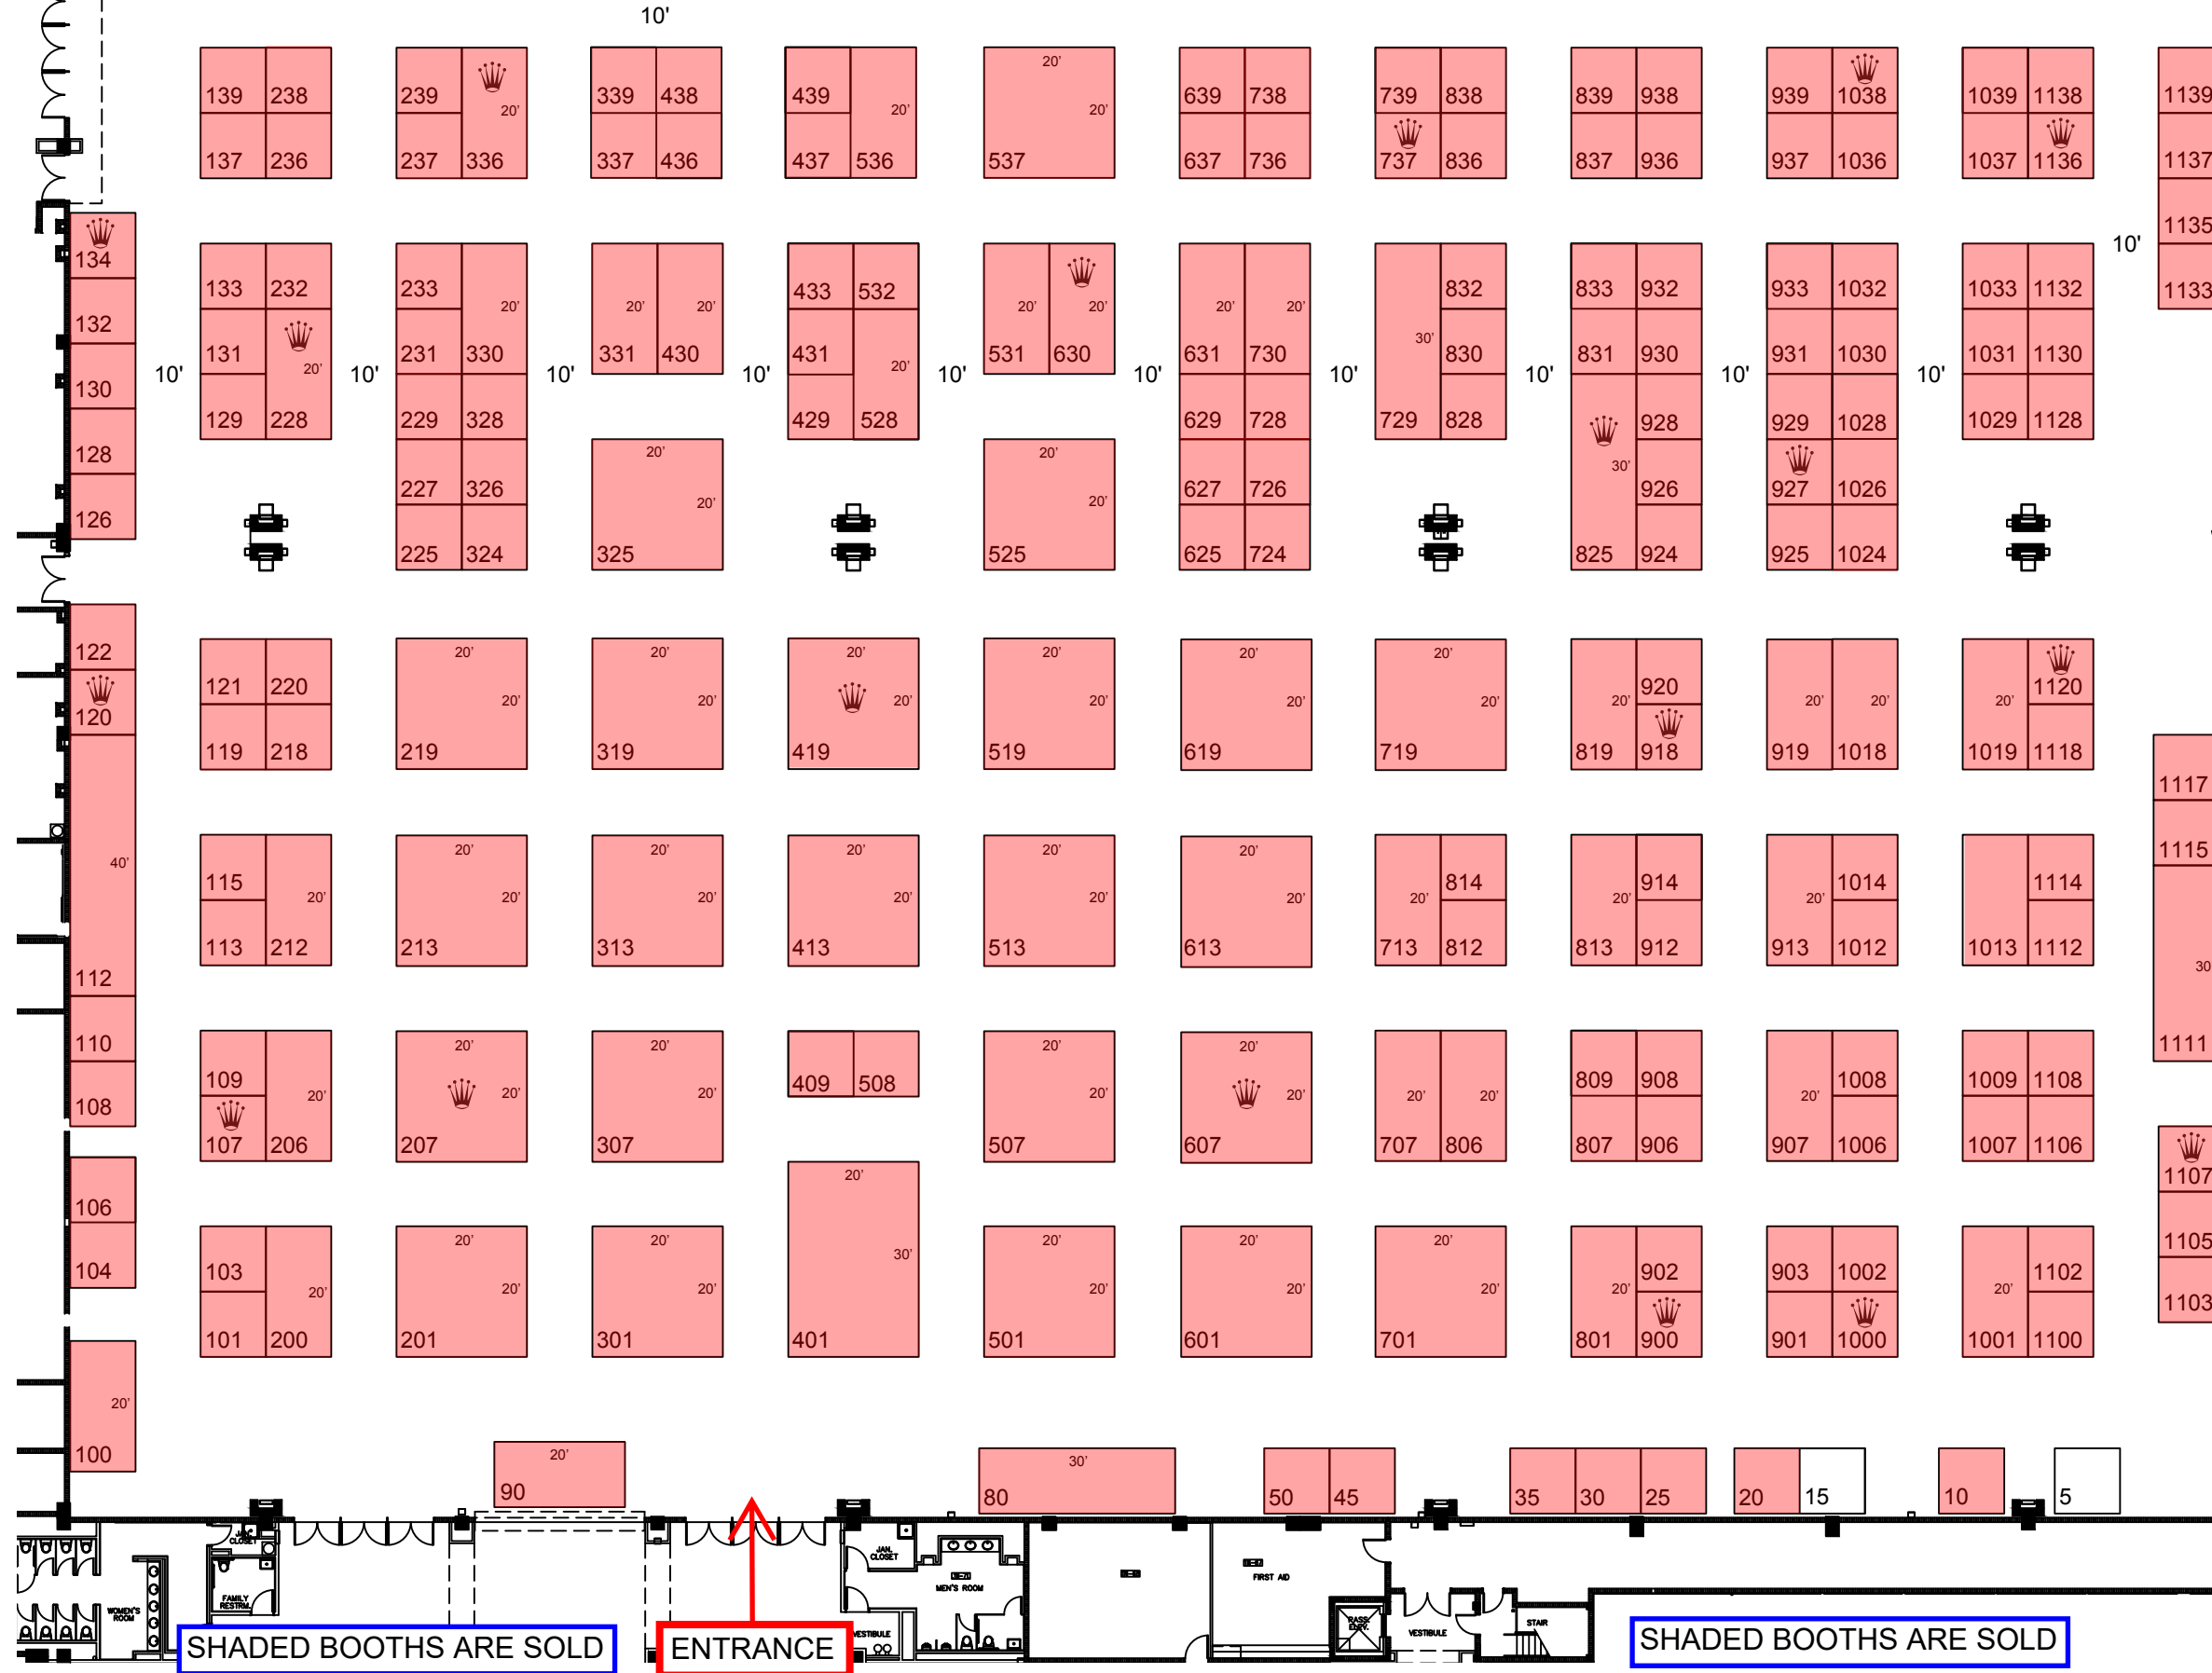 10'
139 238 239 20' 336 339 438 439 20' 20' 639 738 739 838 839 938 939 1038 1039 1138 1139
137 236 237 337 436 437 536 537 20' 637 736 737 836 837 936 937 1036 1037 1136 1137
134 1135
10'
133 232 233 20' 20' 20' 433 532 20' 20' 20' 20' 832 833 932 933 1032 1033 1132 1133
132
131 20' 231 330 331 430 431 20' 531 630 631 730 30' 830 831 930 931 1030 1031 1130
10' 10' 10' 10' 10' 10' 10' 10' 10' 10'
130
129 228 229 328 429 528 629 728 729 828 928 929 1028 1029 1128
128 20' 20' 30'
227 326 20' 20' 627 726 926 927 1026
126
225 324 325 525 625 724 825 924 925 1024
122 20' 20' 20' 20' 20' 20'
121 220 920 1120
20' 20' 20' 20' 20' 20' 20' 20' 20' 20'
120
119 218 219 319 419 519 619 719 819 918 919 1018 1019 1118
1117
20' 20' 20' 20' 20' 1115
40'
115 814 914 1014 1114
20' 20' 20' 20' 20' 20' 20' 20' 20'
113 212 213 313 413 513 613 713 812 813 912 913 1012 1013 1112
30
112
110 20' 20' 20' 20' 1111
109 409 508 809 908 1008 1009 1108
20' 20' 20' 20' 20' 20' 20' 20'
108
107 206 207 307 507 607 707 806 807 906 907 1006 1007 1106
20' 1107
106
20' 20' 20' 20' 20' 1105
30'
104 103 902 903 1002 1102
20' 20' 20' 20' 20' 20' 20' 20'
1103
101 200 201 301 401 501 601 701 801 900 901 1000 1001 1100
20'
100
20' 30'
90 80 50 45 35 30 25 20 15 10 5
JAN. CLOSET
JAN.
CLOSET
MEN'S ROOM
FIRST AID
FAMILY
RESTRM.
WOMEN'S
ROOM
PASS.
ELEV.
STAIR
VESTIBULE
VESTIBULE
SHADED BOOTHS ARE SOLD
ENTRANCE
SHADED BOOTHS ARE SOLD